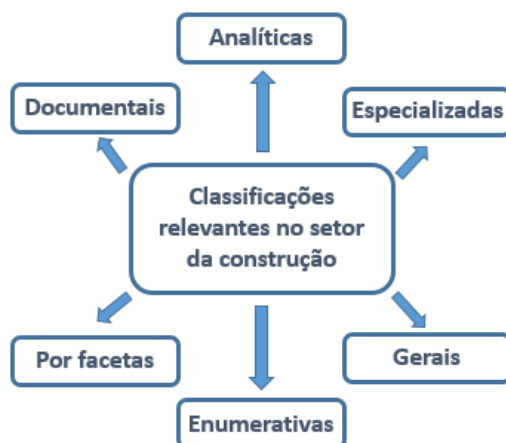 Analíticas
Documentais
Especializadas
Classificações
relevantes no setor
da construção
Por facetas
Gerais
Enumerativas